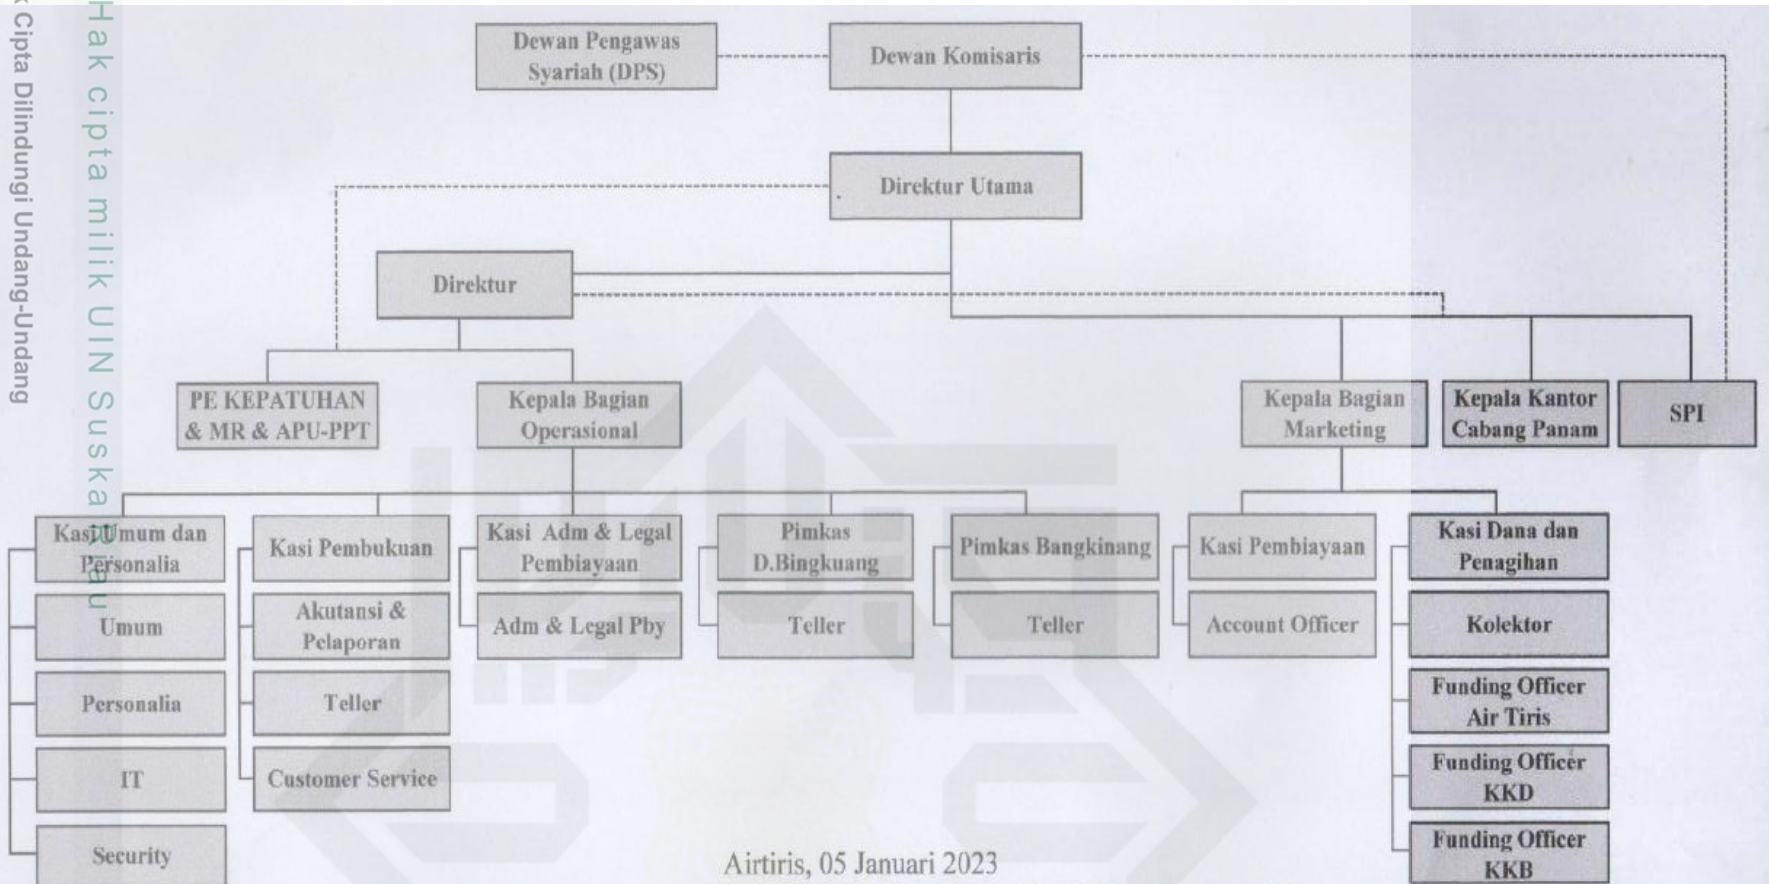 k Cipta Dilindungi Undang-Undang
Hak cipta milik UIN Suska Riau
Dewan Pengawas
Syariah (DPS)
Dewan Komisaris
Direktur Utama
Direktur
PE KEPATUHAN
& MR & APU-PPT
Kepala Bagian
Operasional
Kepala Bagian
Marketing
Kepala Kantor
Cabang Panam
SPI
Kasi Umum dan
Personalia
Umum
Personalia
IT
Security
Kasi Pembukuan
Akutansi &
Pelaporan
Teller
Customer Service
Kasi Adm & Legal
Pembiayaan
Adm & Legal Pby
Pimkas
D.Bingkuang
Teller
Pimkas Bangkinang
Teller
Kasi Pembiayaan
Account Officer
Kasi Dana dan
Penagihan
Kolektor
Funding Officer
Air Tiris
Funding Officer
KKD
Funding Officer
KKB
Airtiris, 05 Januari 2023